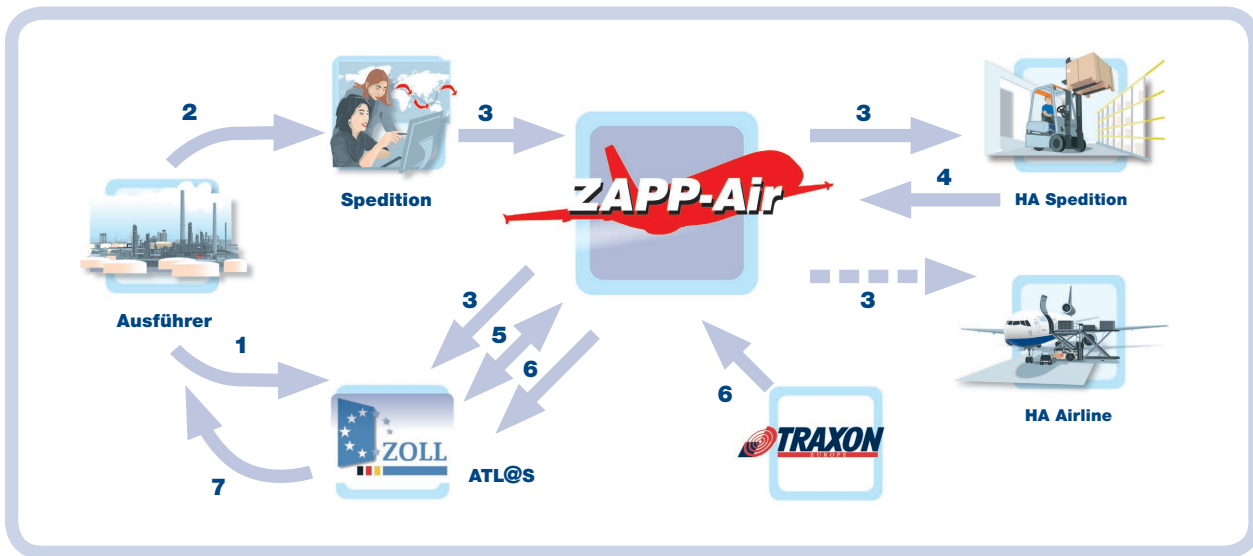 2
3
3
ZAPP-Air
4
Spedition
HA Spedition
3
3
Ausführer
5
1
6
6
HA Airline
TRAXON
EUROPE
ZOLL
ATL@S
7